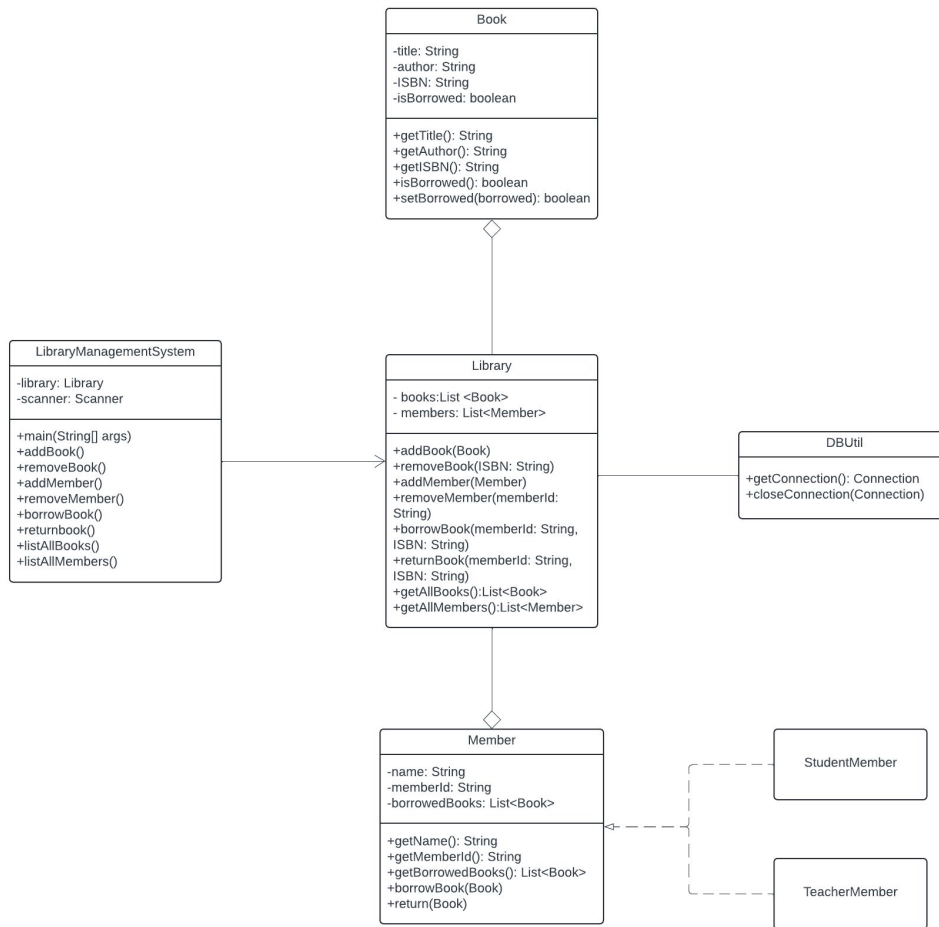 Book
-title: String
-author: String
-ISBN: String
-isBorrowed: boolean
+getTitle(): String
+getAuthor(): String
+getISBN(): String
+isBorrowed(): boolean
+setBorrowed(borrowed): boolean
LibraryManagementSystem
-library: Library
-scanner: Scanner
+main(String[] args)
+addBook()
+removeBook()
+addMember()
+removeMember()
+borrowBook()
+returnbook()
+listAllBooks()
+listAllMembers()
Library
- books:List <Book>
- members: List<Member>
+addBook(Book)
+removeBook(ISBN: String)
+addMember(Member)
+removeMember(memberId:
String)
+borrowBook(memberId: String,
ISBN: String)
+returnBook(memberId: String,
ISBN: String)
+getAllBooks():List<Book>
+getAllMembers():List<Member>
DBUtil
+getConnection(): Connection
+closeConnection(Connection)
Member
-name: String
-memberId: String
-borrowedBooks: List<Book>
+getName(): String
+getMemberId(): String
+getBorrowedBooks(): List<Book>
+borrowBook(Book)
+return(Book)
StudentMember
TeacherMember